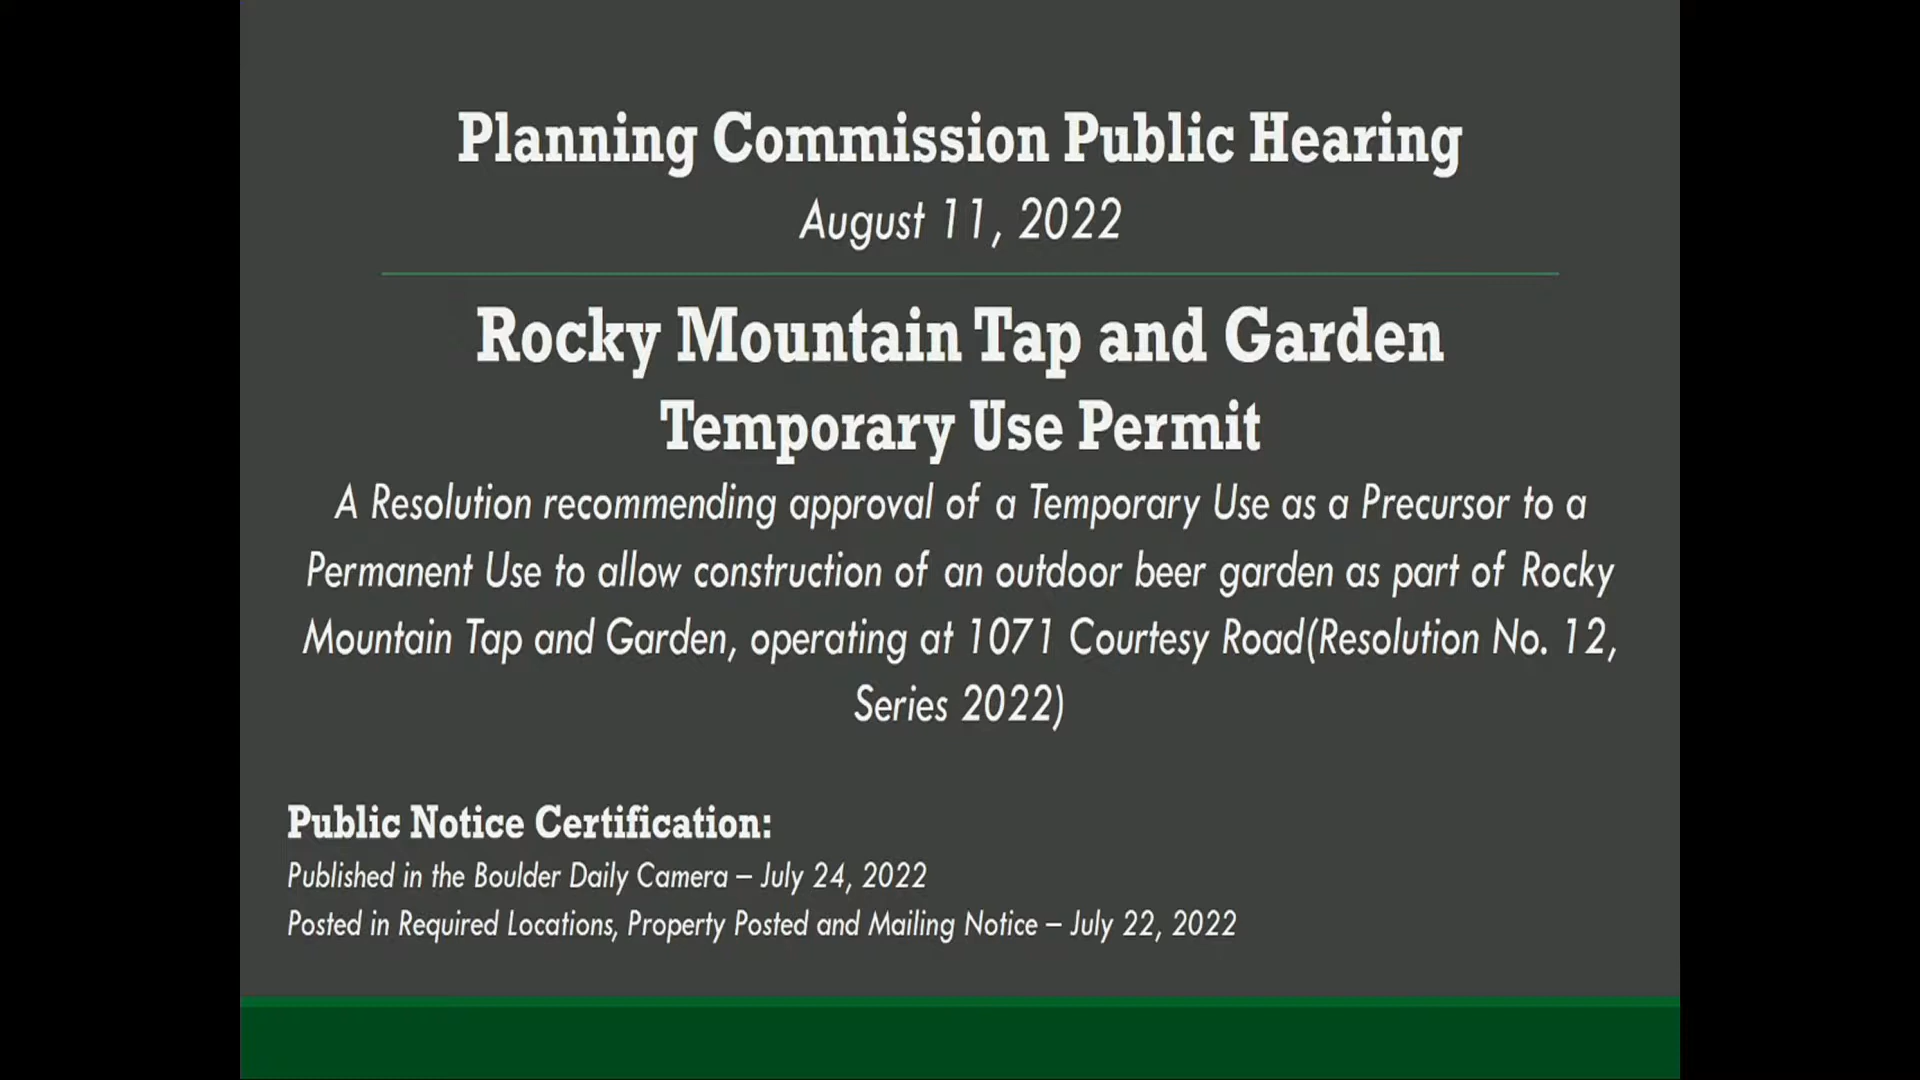 Planning Commission Public Hearing
August 11, 2022
Rocky Mountain Tap and Garden
Temporary Use Permit
A Resolution recommending approval of a Temporary Use as a Precursor to a
Permanent Use to allow construction of an outdoor beer garden as part of Rocky
Mountain Tap and Garden, operating at 1071 Courtesy Road(Resolution No. 12,
Series 2022)
Public Notice Certification:
Published in the Boulder Daily Camera – July 24, 2022
Posted in Required Locations, Property Posted and Mailing Notice – July 22, 2022